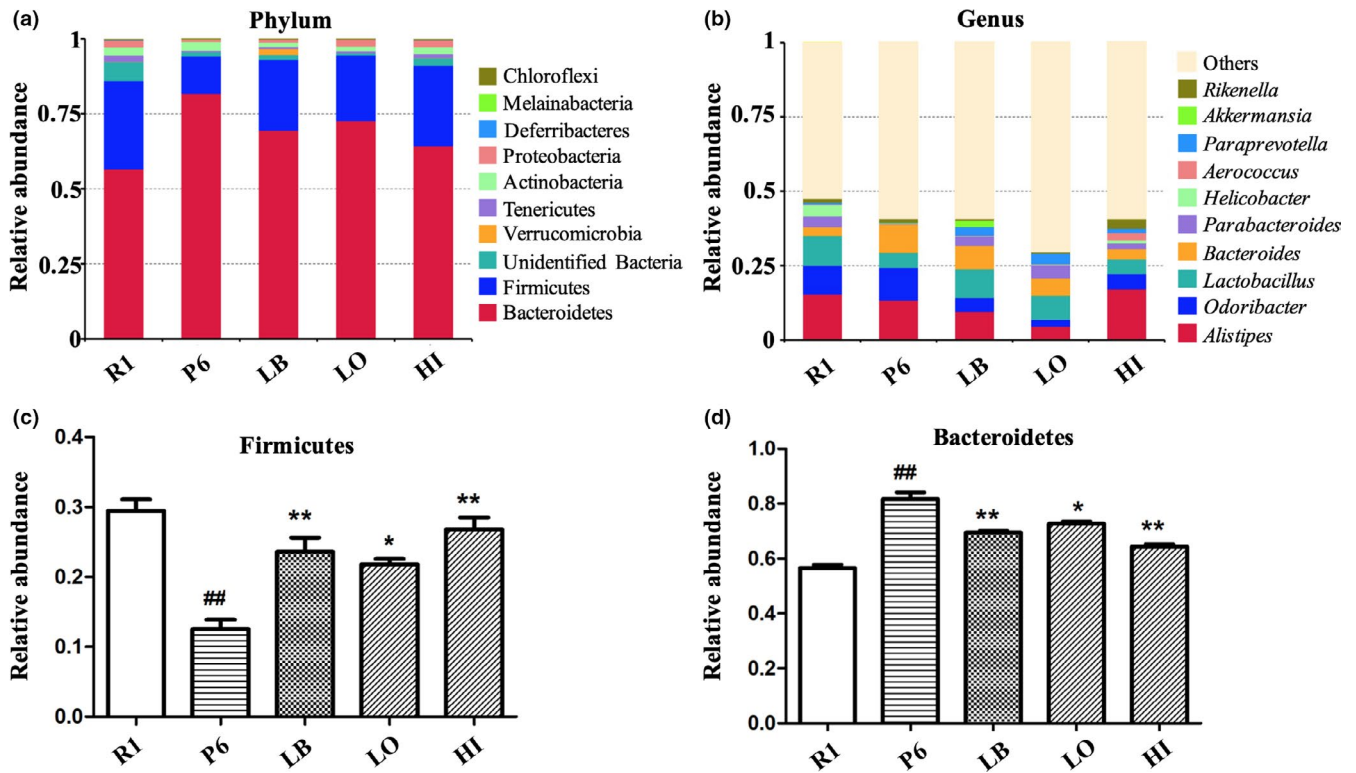 (a)
Phylum
Relative abundance
1
0.75
0.5
0.25
0
R1 P6 LB LO HI
Chloroflexi
Melainabacteria
Deferribacteres
Proteobacteria
Actinobacteria
Tenericutes
Verrucomicrobia
Unidentified Bacteria
Firmicutes
Bacteroidetes
(b)
Genus
Relative abundance
1
0.75
0.5
0.25
0
R1 P6 LB LO HI
Others
Rikenella
Akkermansia
Paraprevotella
Aerococcus
Helicobacter
Parabacteroides
Bacteroides
Lactobacillus
Odoribacter
Alistipes
(c)
Firmicutes
Relative abundance
0.4
0.3
0.2
0.1
0.0
##
**
*
**
R1 P6 LB LO HI
(d)
Bacteroidetes
Relative abundance
1.0
0.8
0.6
0.4
0.2
0.0
##
**
*
**
R1 P6 LB LO HI